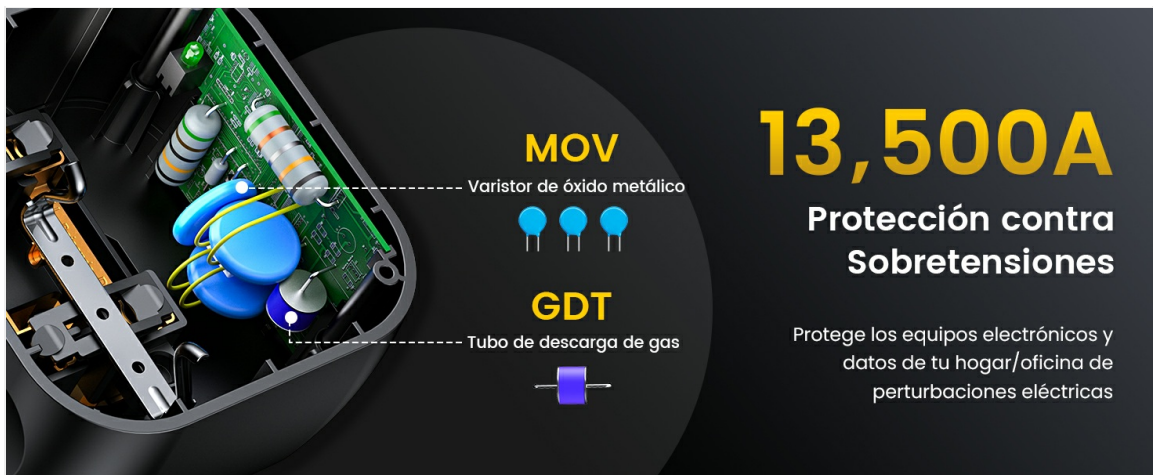 MOV
Varistor de óxido metálico
GDT
Tubo de descarga de gas
13,500A
Protección contra
Sobretensiones
Protege los equipos electrónicos y
datos de tu hogar/oficina de
perturbaciones eléctricas